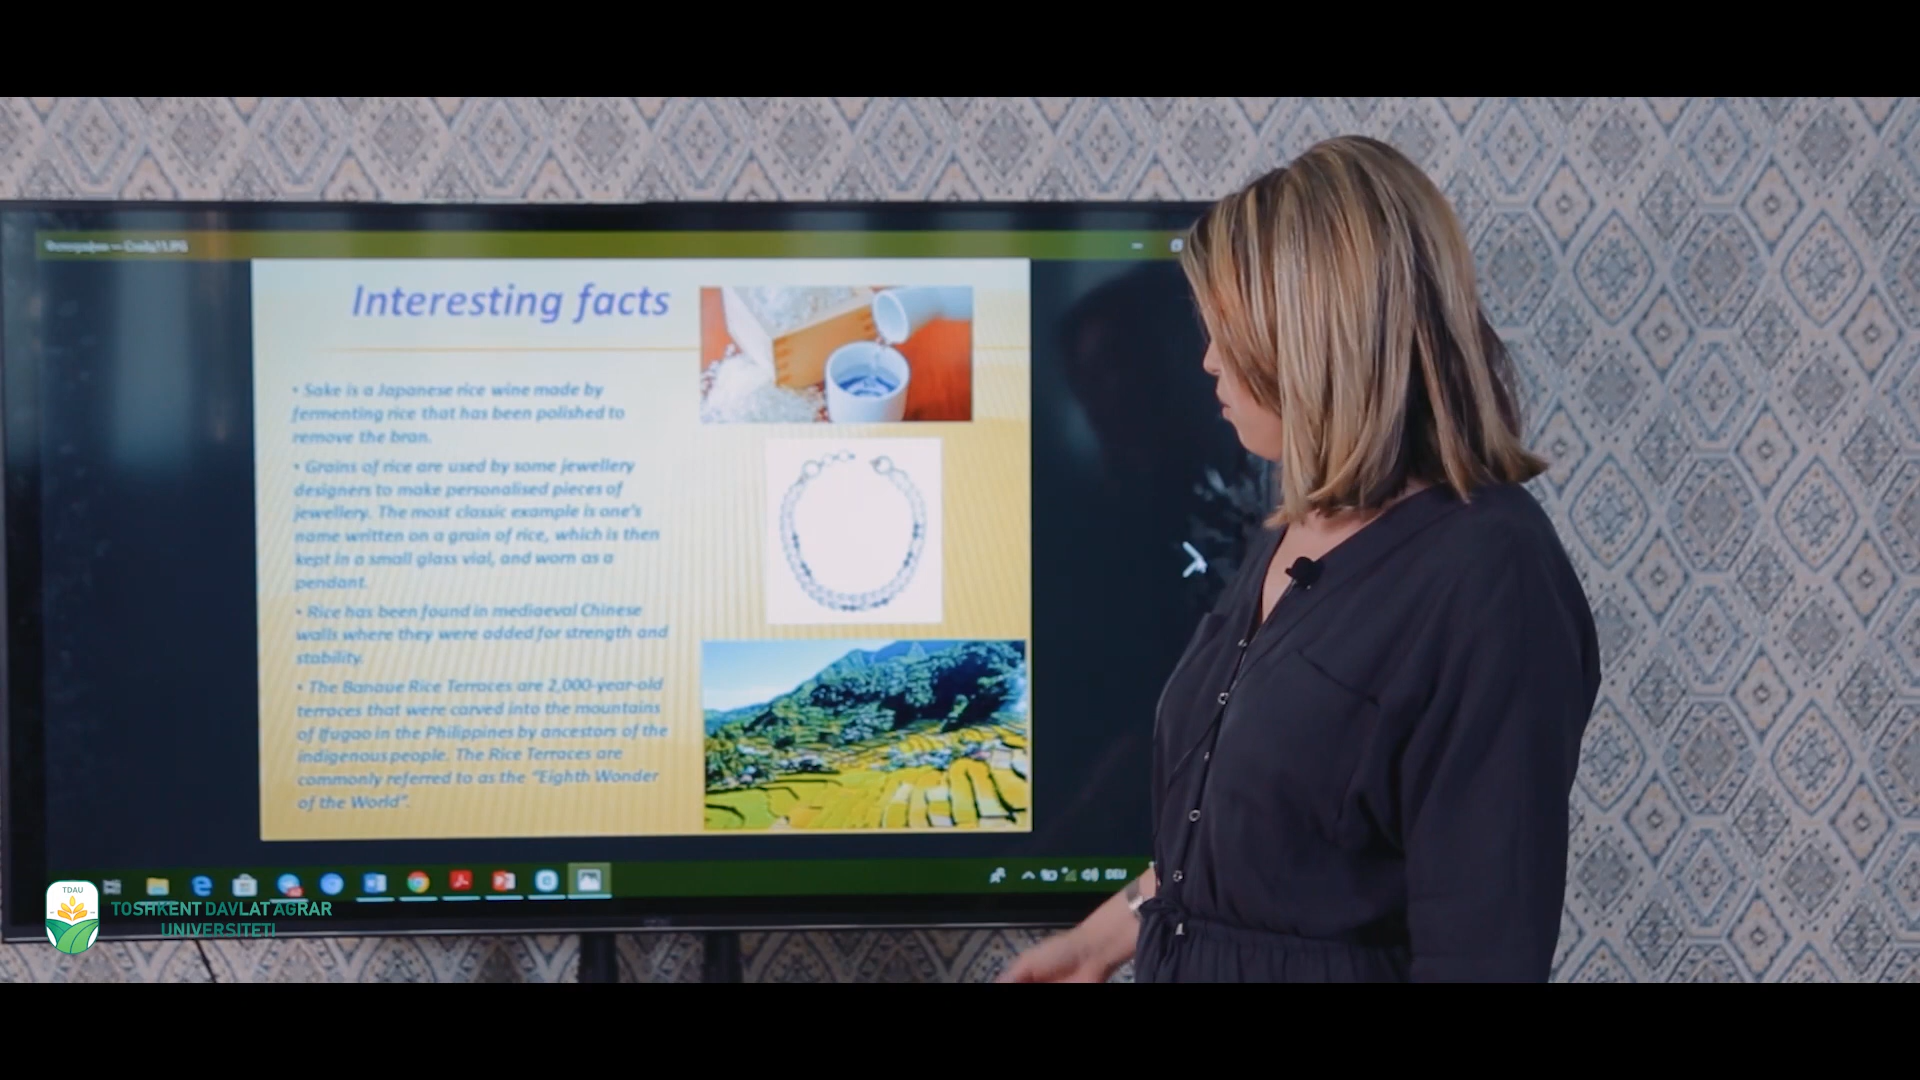 Фотографии — Слайд11.JPG
Interesting facts
• Sake is a Japanese rice wine made by
fermenting rice that has been polished to
remove the bran.
• Grains of rice are used by some jewellery
designers to make personalised pieces of
jewellery. The most classic example is one's
name written on a grain of rice, which is then
kept in a small glass vial, and worn as a
pendant.
• Rice has been found in mediaeval Chinese
walls where they were added for strength and
stability.
• The Banaue Rice Terraces are 2,000-year-old
terraces that were carved into the mountains
of Ifugao in the Philippines by ancestors of the
indigenous people. The Rice Terraces are
commonly referred to as the "Eighth Wonder
of the World".
DEU
TDAU
TOSHKENT DAVLAT AGRAR
UNIVERSITETI